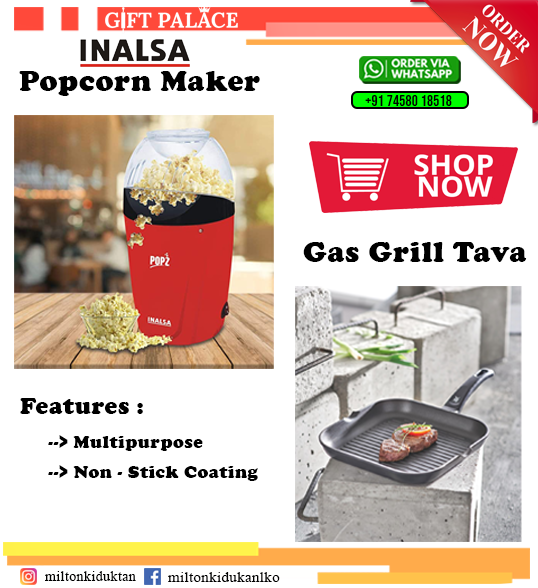 GIFT PALACE
ORDER NOW
INALSA
Popcorn Maker
ORDER VIA
WHATSAPP
+91 74580 18518
SHOP
NOW
POP'Z
INALSA
Gas Grill Tava
Features :
--> Multipurpose
--> Non - Stick Coating
miltonkiduktan
miltonkidukanlko